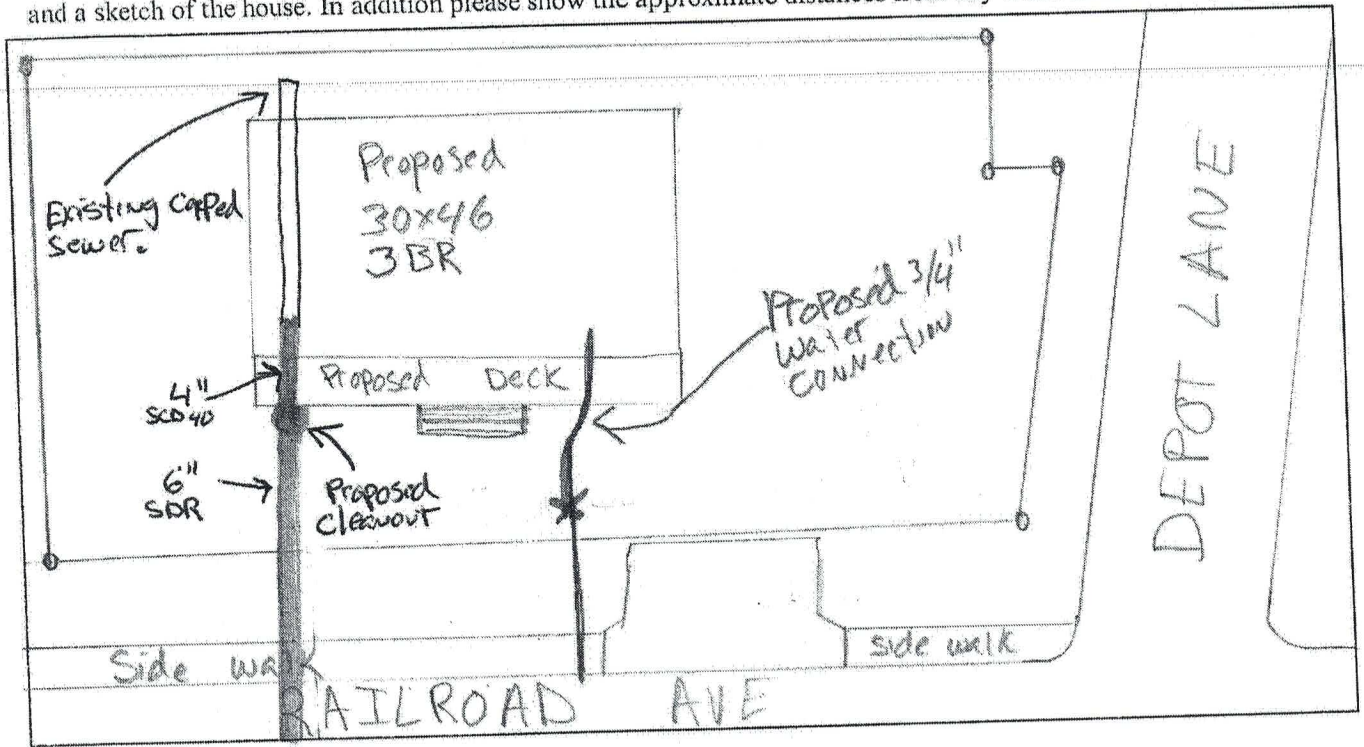 and a sketch of the house. In addition please show the approximate distances
Existing Capped
Sewer.
Proposed
30x46
3BR
Proposed 3/4"
Water
Connection
DEPOT LANE
4"
SCD 40
Proposed Deck
6"
SDR
Proposed
Cleanout
Side walk
side walk
RAILROAD AVE